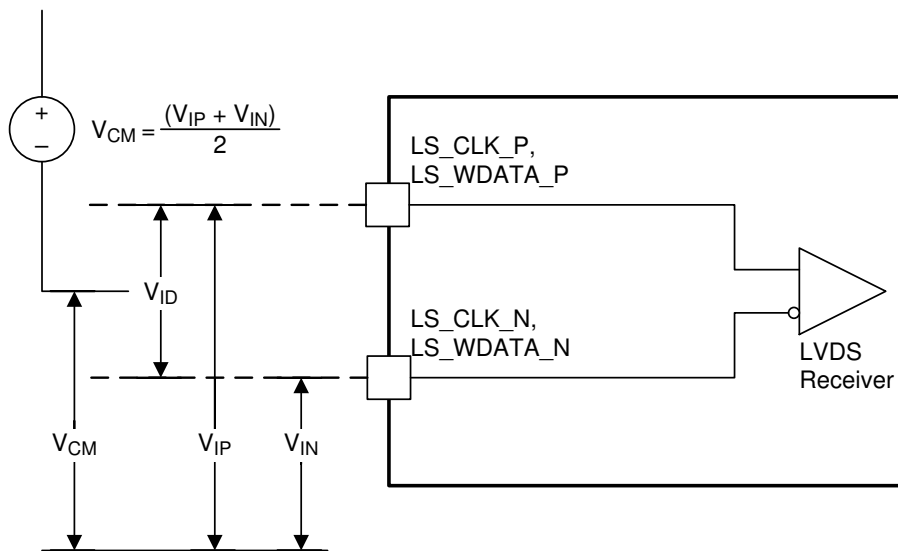 +
–
V_CM = (V_IP + V_IN) / 2
LS_CLK_P,
LS_WDATA_P
V_ID
LS_CLK_N,
LS_WDATA_N
LVDS
Receiver
V_CM
V_IP
V_IN